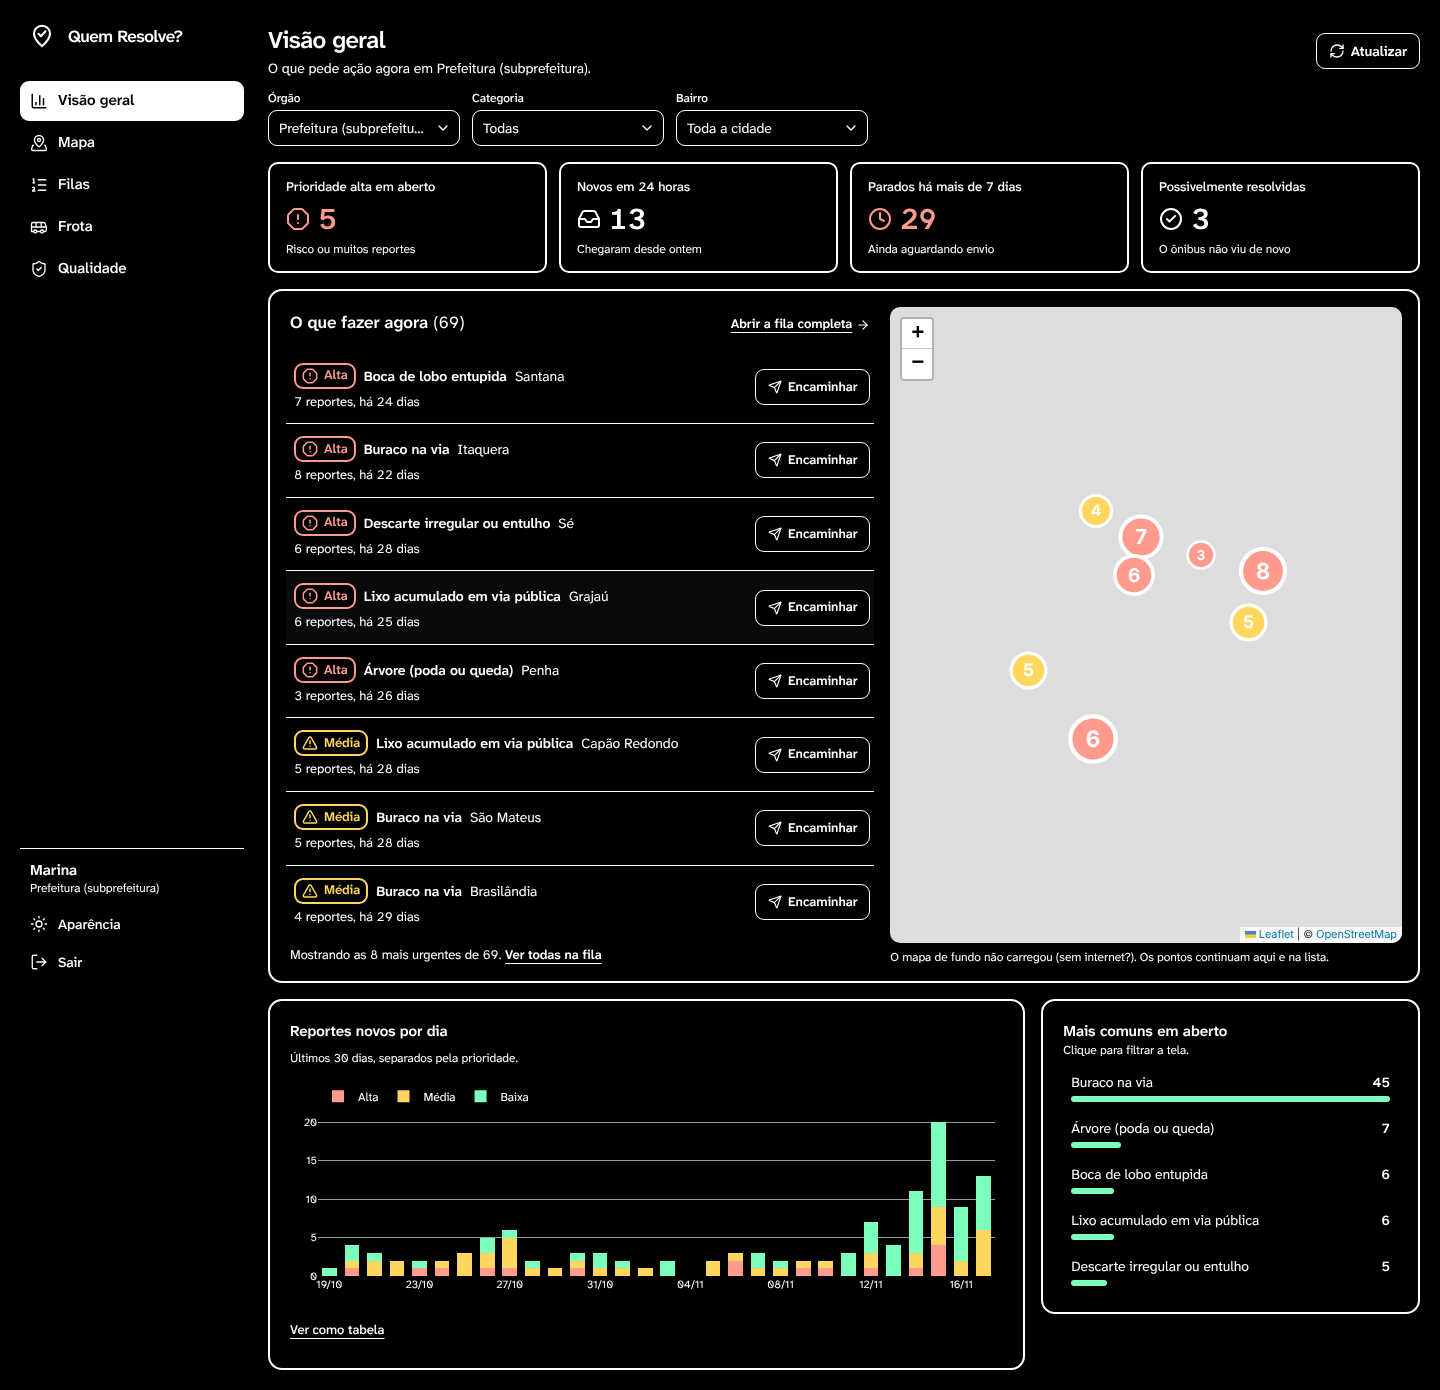 Quem Resolve?
Visão geral
Mapa
Filas
Frota
Qualidade
Marina
Prefeitura (subprefeitura)
Aparência
Sair
Visão geral
O que pede ação agora em Prefeitura (subprefeitura).
Atualizar
Órgão
Categoria
Bairro
Prefeitura (subprefeitu...
Todas
Toda a cidade
Prioridade alta em aberto
5
Risco ou muitos reportes
Novos em 24 horas
13
Chegaram desde ontem
Parados há mais de 7 dias
29
Ainda aguardando envio
Possivelmente resolvidas
3
O ônibus não viu de novo
O que fazer agora (69)
Abrir a fila completa
Alta Boca de lobo entupida Santana
7 reportes, há 24 dias
Encaminhar
Alta Buraco na via Itaquera
8 reportes, há 22 dias
Encaminhar
Alta Descarte irregular ou entulho Sé
6 reportes, há 28 dias
Encaminhar
Alta Lixo acumulado em via pública Grajaú
6 reportes, há 25 dias
Encaminhar
Alta Árvore (poda ou queda) Penha
3 reportes, há 26 dias
Encaminhar
Média Lixo acumulado em via pública Capão Redondo
5 reportes, há 28 dias
Encaminhar
Média Buraco na via São Mateus
5 reportes, há 28 dias
Encaminhar
Média Buraco na via Brasilândia
4 reportes, há 29 dias
Encaminhar
Mostrando as 8 mais urgentes de 69. Ver todas na fila
+
−
4
7
3
6
8
5
5
6
Leaflet | © OpenStreetMap
O mapa de fundo não carregou (sem internet?). Os pontos continuam aqui e na lista.
Reportes novos por dia
Últimos 30 dias, separados pela prioridade.
Alta Média Baixa
20
15
10
5
0
19/10 23/10 27/10 31/10 04/11 08/11 12/11 16/11
Ver como tabela
Mais comuns em aberto
Clique para filtrar a tela.
Buraco na via 45
Árvore (poda ou queda) 7
Boca de lobo entupida 6
Lixo acumulado em via pública 6
Descarte irregular ou entulho 5